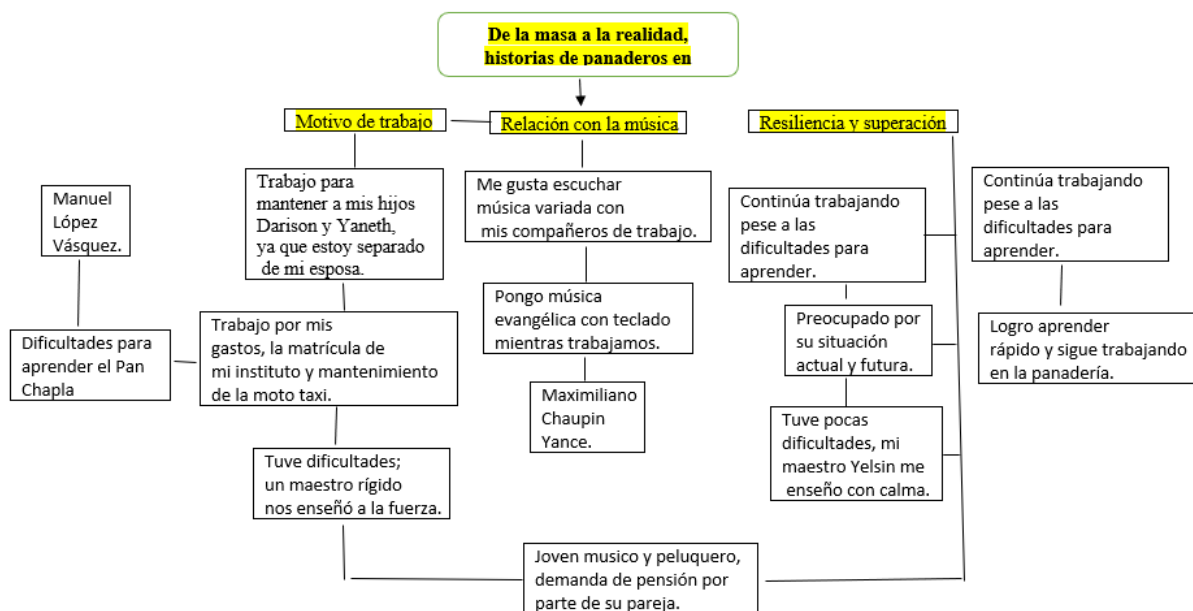 De la masa a la realidad,
historias de panaderos en
Motivo de trabajo
Relación con la música
Resiliencia y superación
Manuel
López
Vásquez.
Trabajo para
mantener a mis hijos
Darison y Yaneth,
ya que estoy separado
de mi esposa.
Me gusta escuchar
música variada con
mis compañeros de trabajo.
Continúa trabajando
pese a las
dificultades para
aprender.
Continúa trabajando
pese a las
dificultades para
aprender.
Dificultades para
aprender el Pan
Chapla
Trabajo por mis
gastos, la matrícula de
mi instituto y mantenimiento
de la moto taxi.
Pongo música
evangélica con teclado
mientras trabajamos.
Preocupado por
su situación
actual y futura.
Logro aprender
rápido y sigue trabajando
en la panadería.
Maximiliano
Chaupin
Yance.
Tuve pocas
dificultades, mi
maestro Yelsin me
enseño con calma.
Tuve dificultades;
un maestro rígido
nos enseñó a la fuerza.
Joven musico y peluquero,
demanda de pensión por
parte de su pareja.